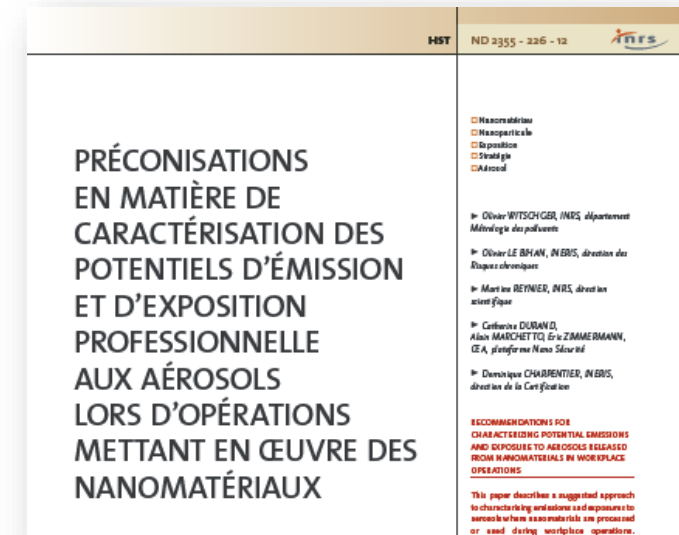 HST
ND 2355 - 226 - 12
inrs
PRÉCONISATIONS
EN MATIÈRE DE
CARACTÉRISATION DES
POTENTIELS D'ÉMISSION
ET D'EXPOSITION
PROFESSIONNELLE
AUX AÉROSOLS
LORS D'OPÉRATIONS
METTANT EN ŒUVRE DES
NANOMATÉRIAUX
Nanomatériau
Nanoparticule
Exposition
Stratégie
Aérosol
► Olivier WITSCHGER, INRS, département
Métrologie des polluants
► Olivier LE BIHAN, INERIS, direction des
Risques chroniques
► Martine REYNIER, INRS, direction
scientifique
► Catherine DURAND,
Alain MARCHETTO, Eric ZIMMERMANN,
CEA, plateforme Nano Sécurité
► Dominique CHARPENTIER, INERIS,
direction de la Certification
RECOMMENDATIONS FOR
CHARACTERIZING POTENTIAL EMISSIONS
AND EXPOSURE TO AEROSOLS RELEASED
FROM NANOMATERIALS IN WORKPLACE
OPERATIONS
This paper describes a suggested approach
to characterising emissions and exposures to
aerosols where nanomaterials are processed
or used during workplace operations.